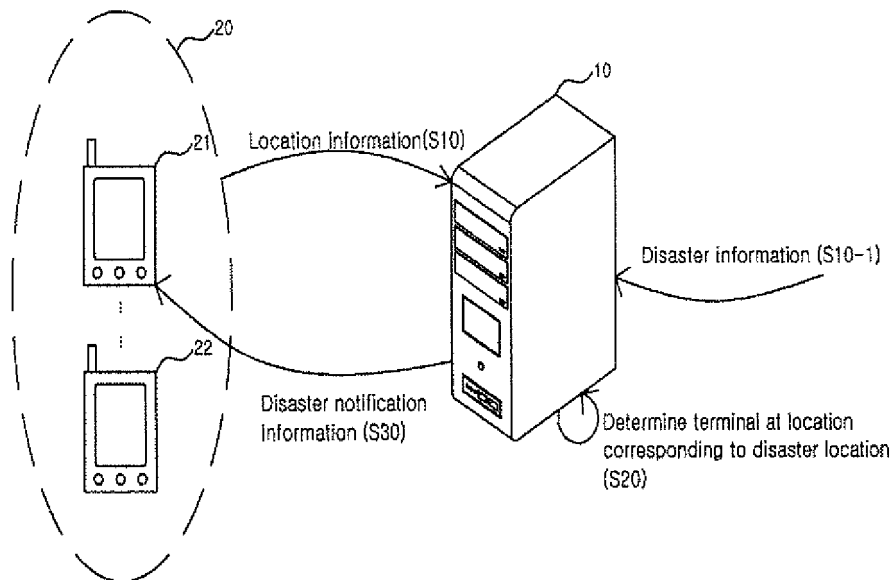 20
10
21
Location information(S10)
Disaster information (S10-1)
22
Disaster notification
information (S30)
Determine terminal at location
corresponding to disaster location
(S20)